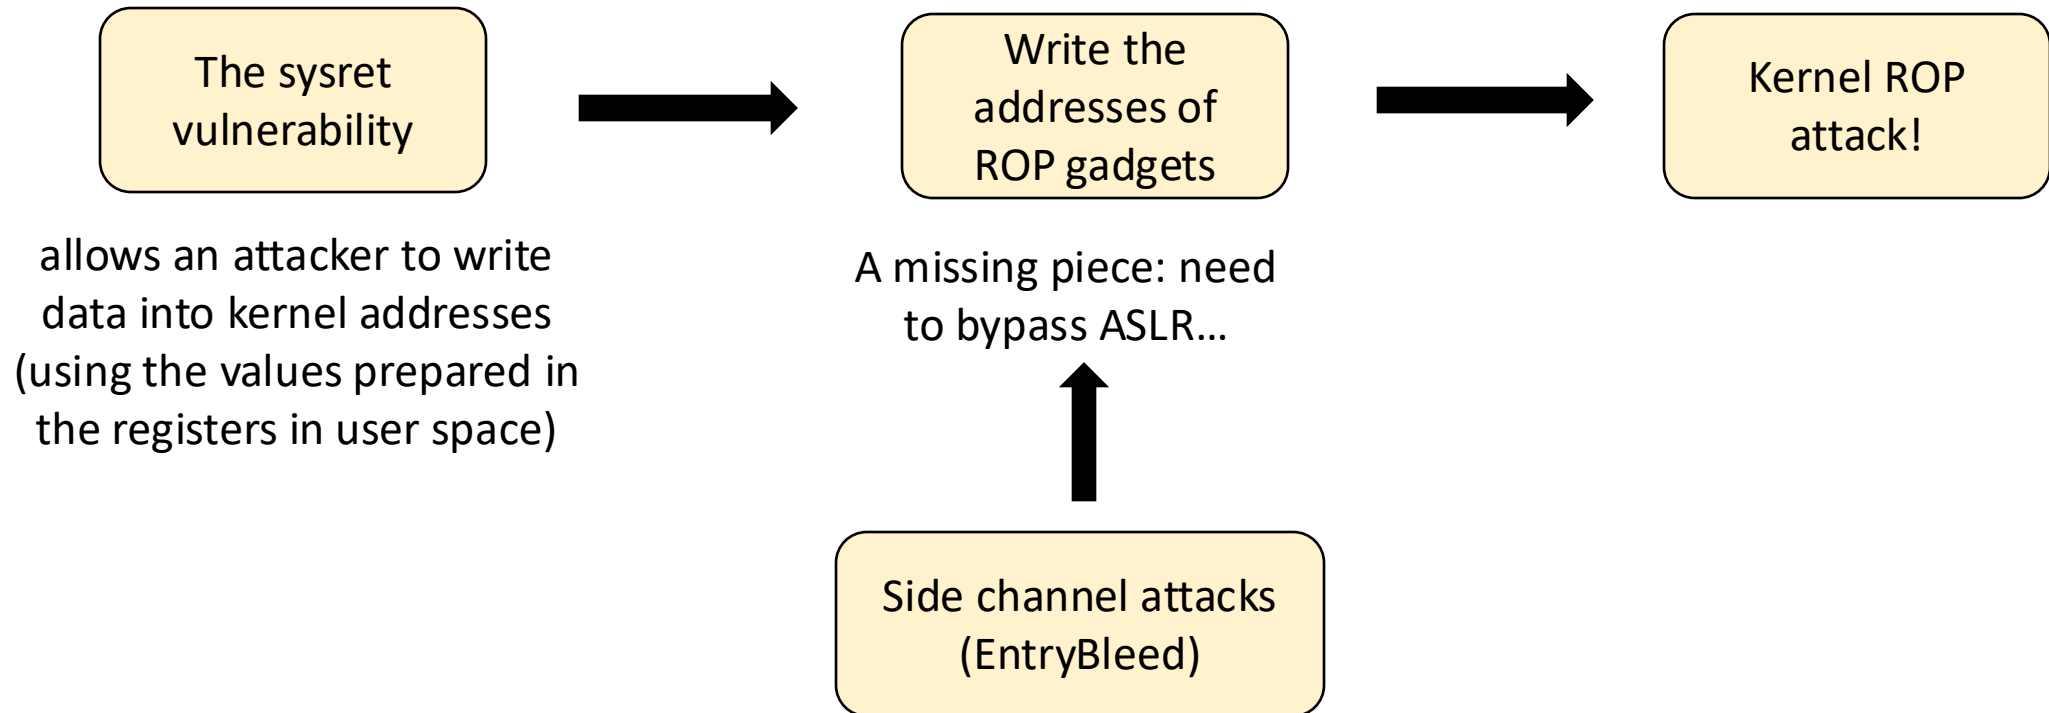 The sysret
vulnerability
allows an attacker to write
data into kernel addresses
(using the values prepared in
the registers in user space)
Write the
addresses of
ROP gadgets
A missing piece: need
to bypass ASLR...
Side channel attacks
(EntryBleed)
Kernel ROP
attack!